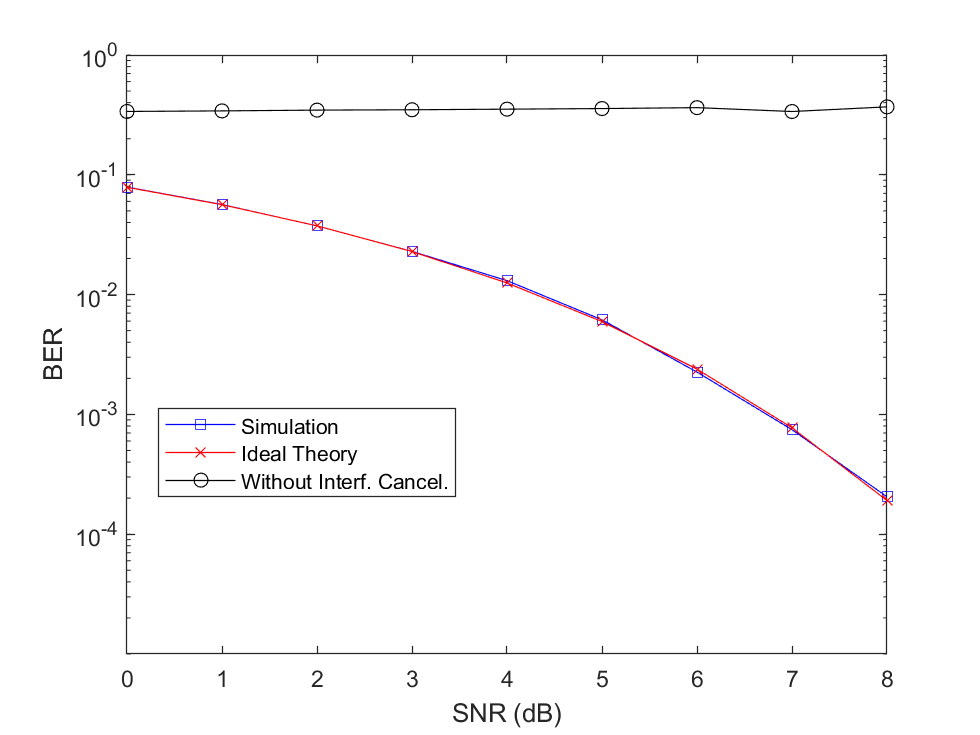 10^0
10^-1
10^-2
10^-3
10^-4
BER
Simulation
Ideal Theory
Without Interf. Cancel.
0 1 2 3 4 5 6 7 8
SNR (dB)